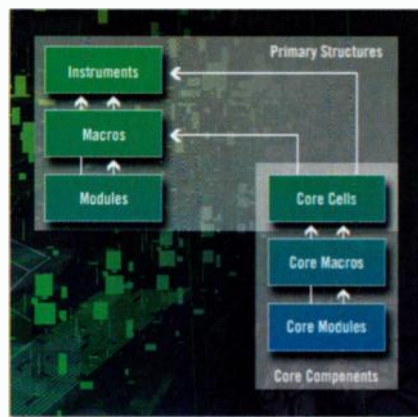 Primary Structures
Instruments
Macros
Modules
Core Cells
Core Macros
Core Modules
Core Components